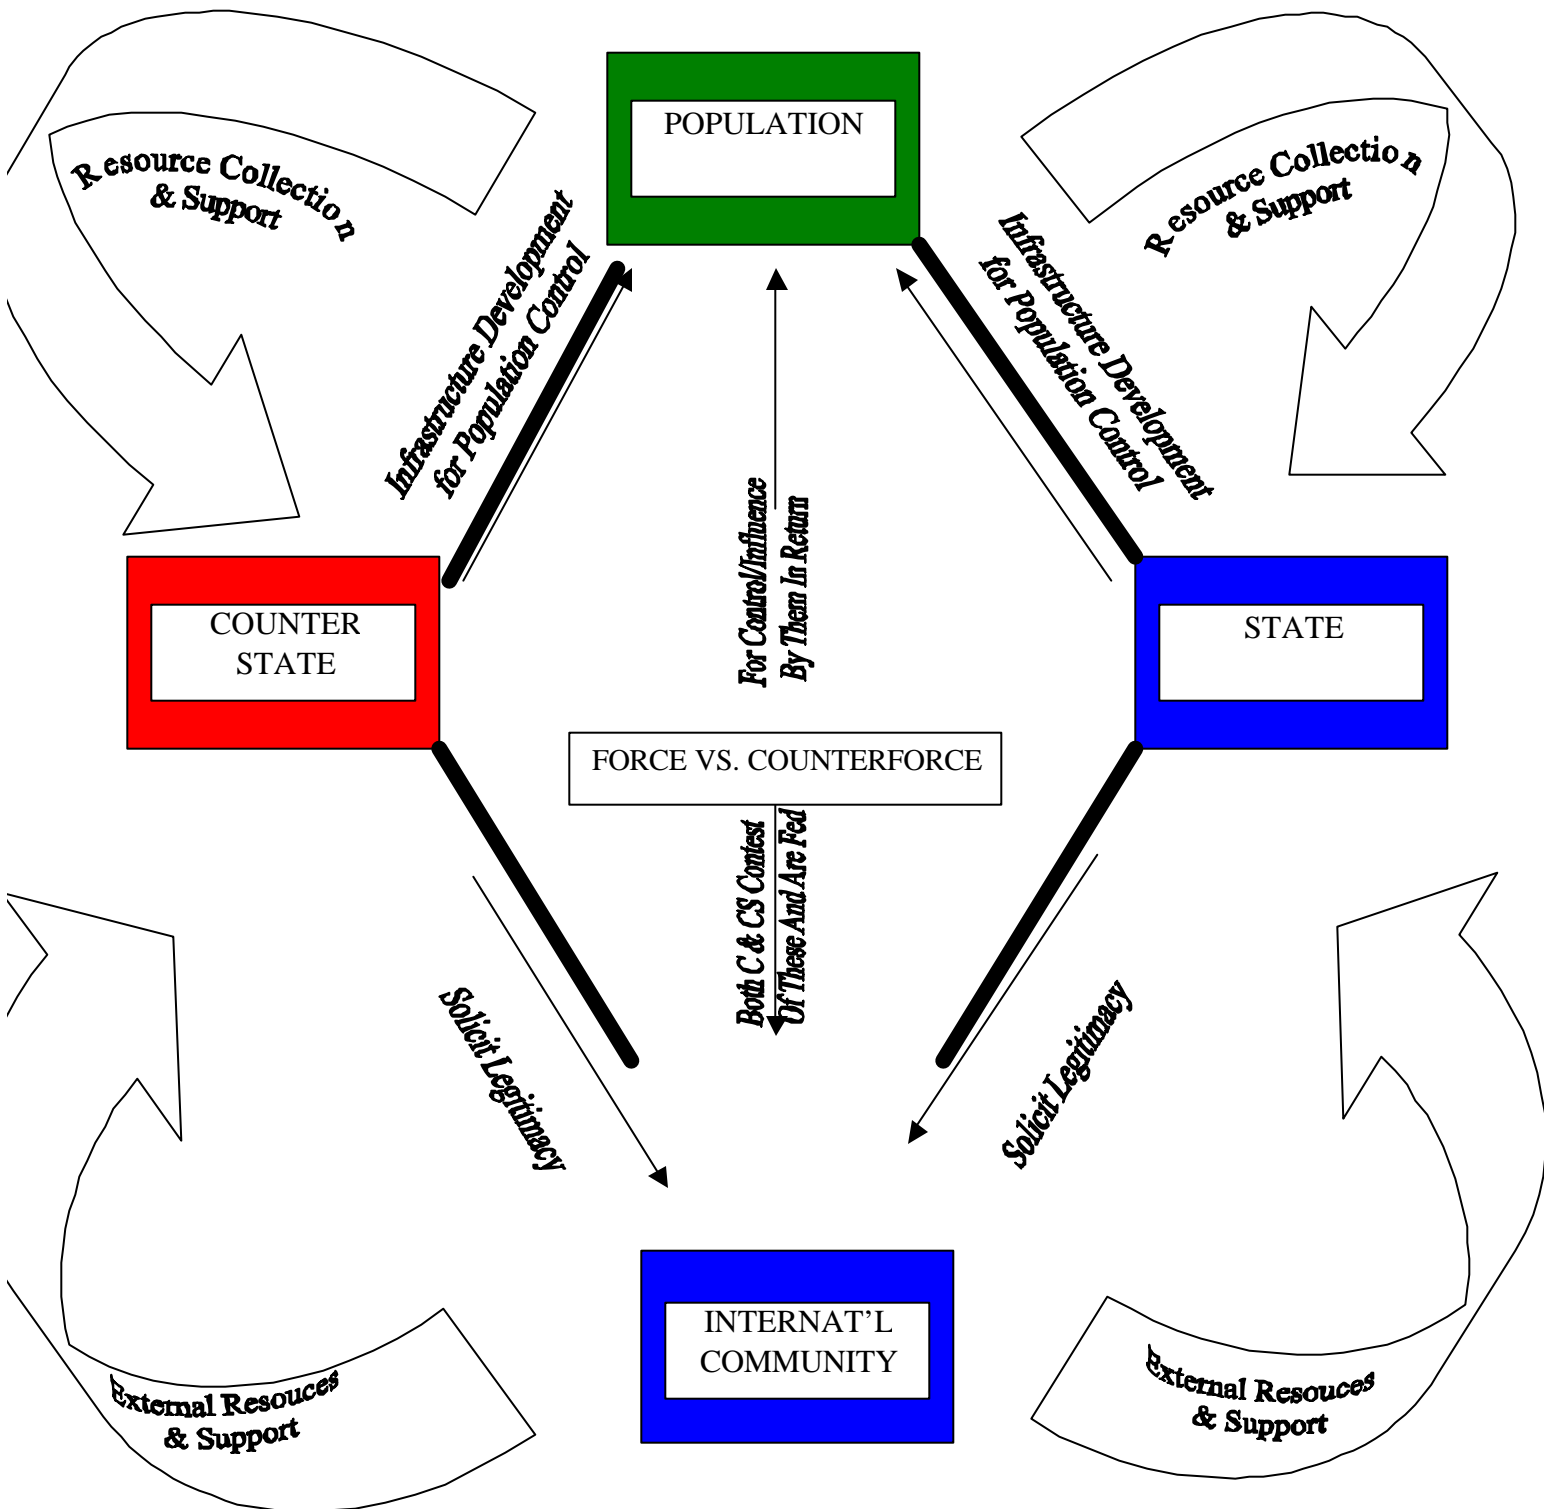 POPULATION
Resource Collection
& Support
Resource Collection
& Support
Infrastructure Development
for Population Control
Infrastructure Development
for Population Control
For Control/Influence
By Them In Return
COUNTER
STATE
STATE
FORCE VS. COUNTERFORCE
Both C & CS Contest
Of These And Are Fed
Solicit Legitimacy
Solicit Legitimacy
INTERNAT’L
COMMUNITY
External Resouces
& Support
External Resouces
& Support